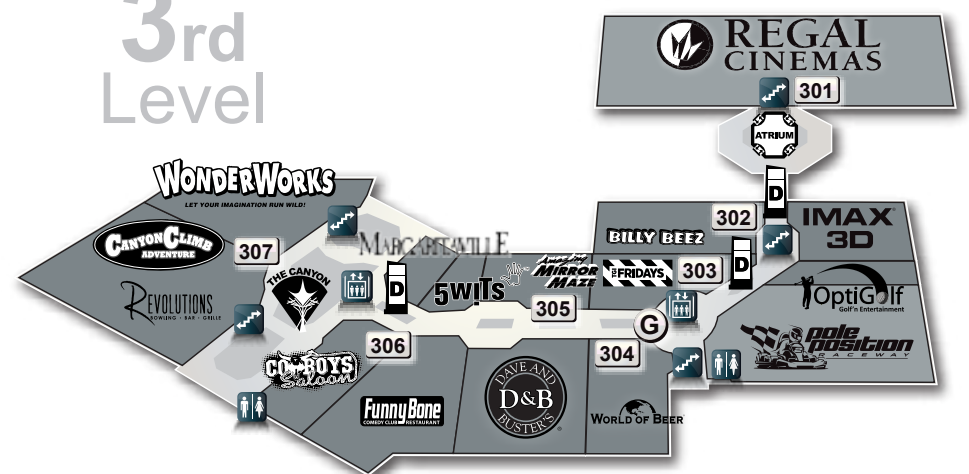 3rd
Level
REGAL
CINEMAS
301
ATRIUM
D
WONDERWORKS
LET YOUR IMAGINATION RUN WILD!
302
IMAX®
3D
CANYON CLIMB
ADVENTURE
307
MARGARITAVILLE
BILLY BEEZ
D
THE CANYON
D
5WITS
AMAZING
MIRROR
MAZE
TGI FRIDAYS
303
REVOLUTIONS
BOWLING • BAR • GRILLE
OptiGolf
Golf'n Entertainment
305
G
pole
position
RACEWAY
306
304
COWBOYS
Saloon
DAVE AND
D&B
BUSTER'S®
FunnyBone
COMEDY CLUB RESTAURANT
WORLD OF BEER